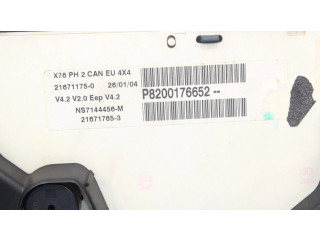 X76 PH 2 CAN EU 4X4
21671175-0 26/01/04
V4.2 V2.0 Eep V4.2
NS7144456-M
21671765-3
P8200176652--